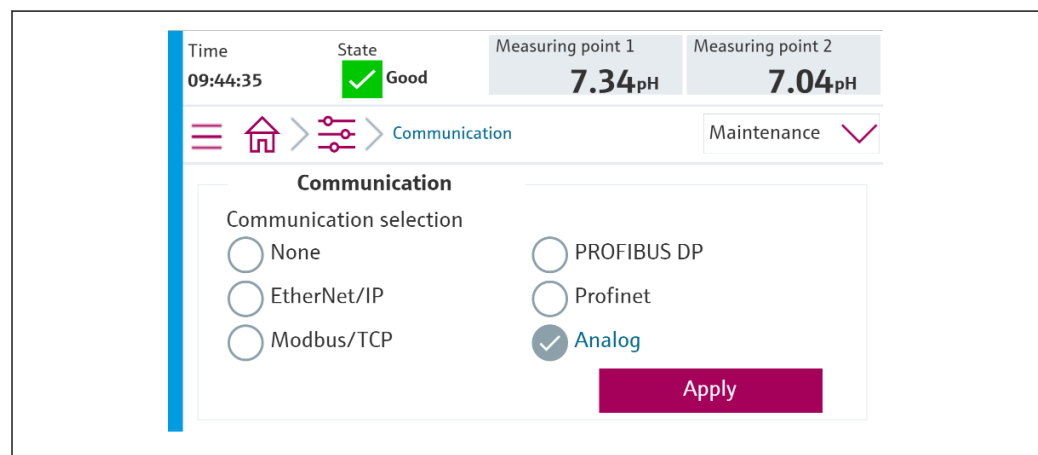 Time
State
Measuring point 1
Measuring point 2
09:44:35
Good
7.34pH
7.04pH
Communication
Maintenance
Communication
Communication selection
None
PROFIBUS DP
EtherNet/IP
Profinet
Modbus/TCP
Analog
Apply